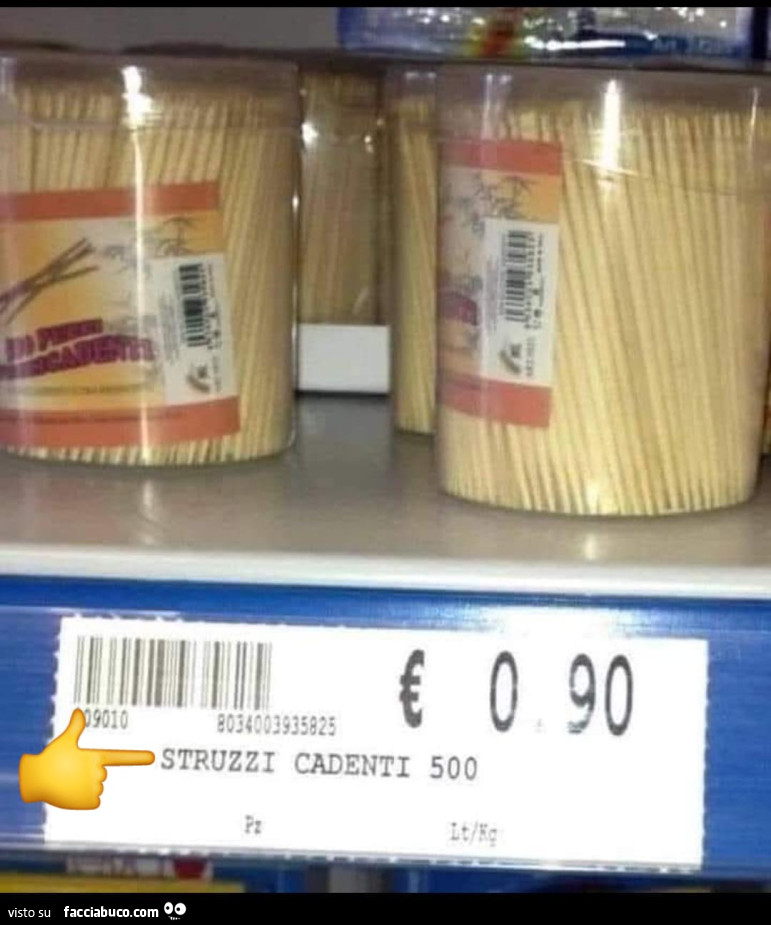 € 0.90
09010 8034003935825
STRUZZI CADENTI 500
Pz Lt/Kg
visto su facciabuco.com